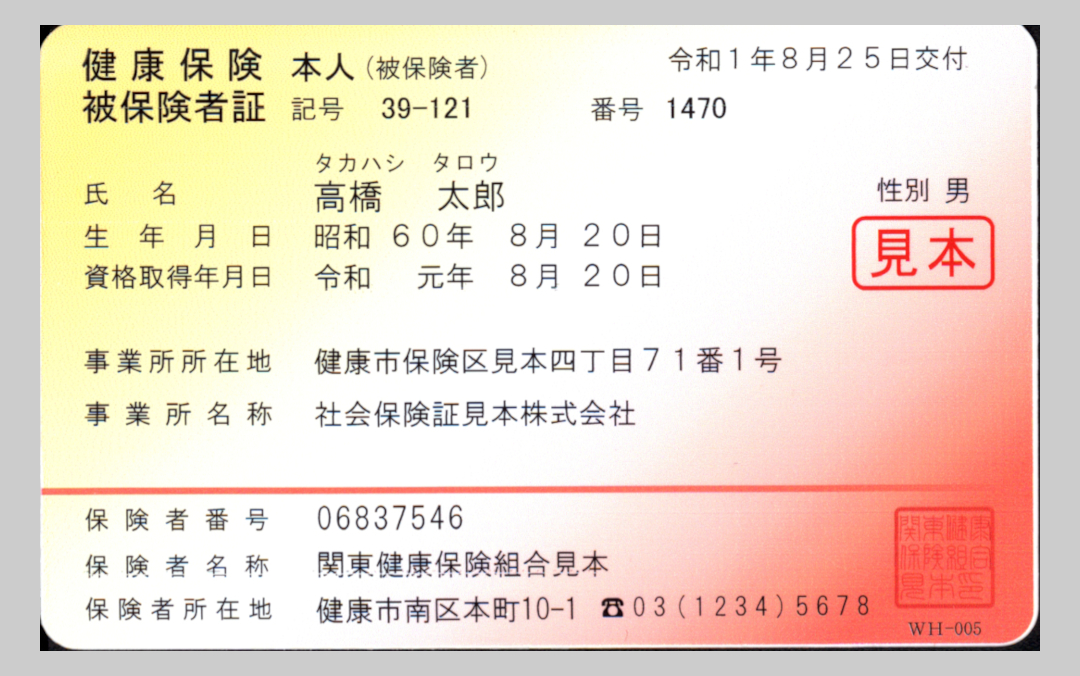 健康保険 本人(被保険者) 令和1年8月25日交付
被保険者証 記号 39-121 番号 1470
タカハシ タロウ
氏名 高橋 太郎 性別 男
生年月日 昭和 60年 8月 20日
見本
資格取得年月日 令和 元年 8月 20日
事業所所在地 健康市保険区見本四丁目71番1号
事業所名称 社会保険証見本株式会社
保険者番号 06837546
保険者名称 関東健康保険組合見本
保険者所在地 健康市南区本町10-1 ☎03(1234)5678
関東健康
保険組合
見本印
WH-005